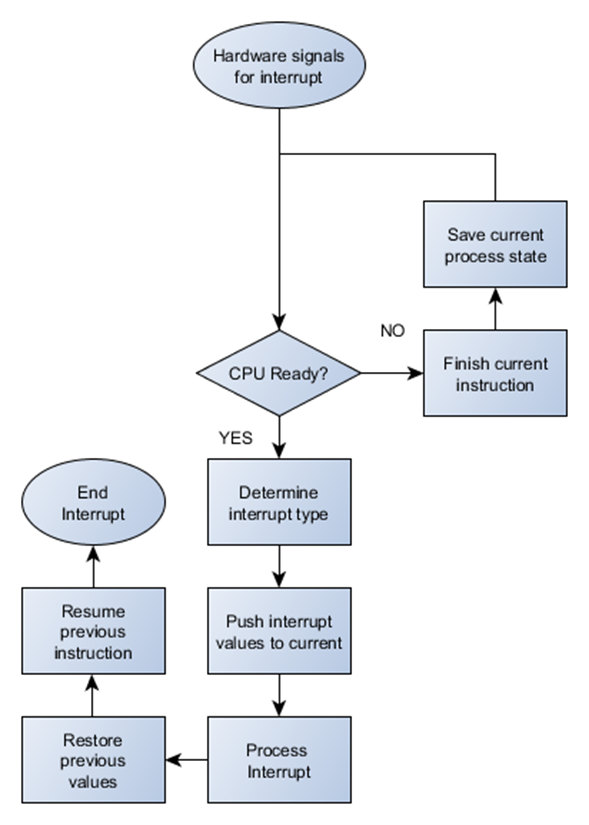 Hardware signals
for interrupt
Save current
process state
NO
CPU Ready?
Finish current
instruction
YES
End
Interrupt
Determine
interrupt type
Resume
previous
instruction
Push interrupt
values to current
Restore
previous
values
Process
Interrupt